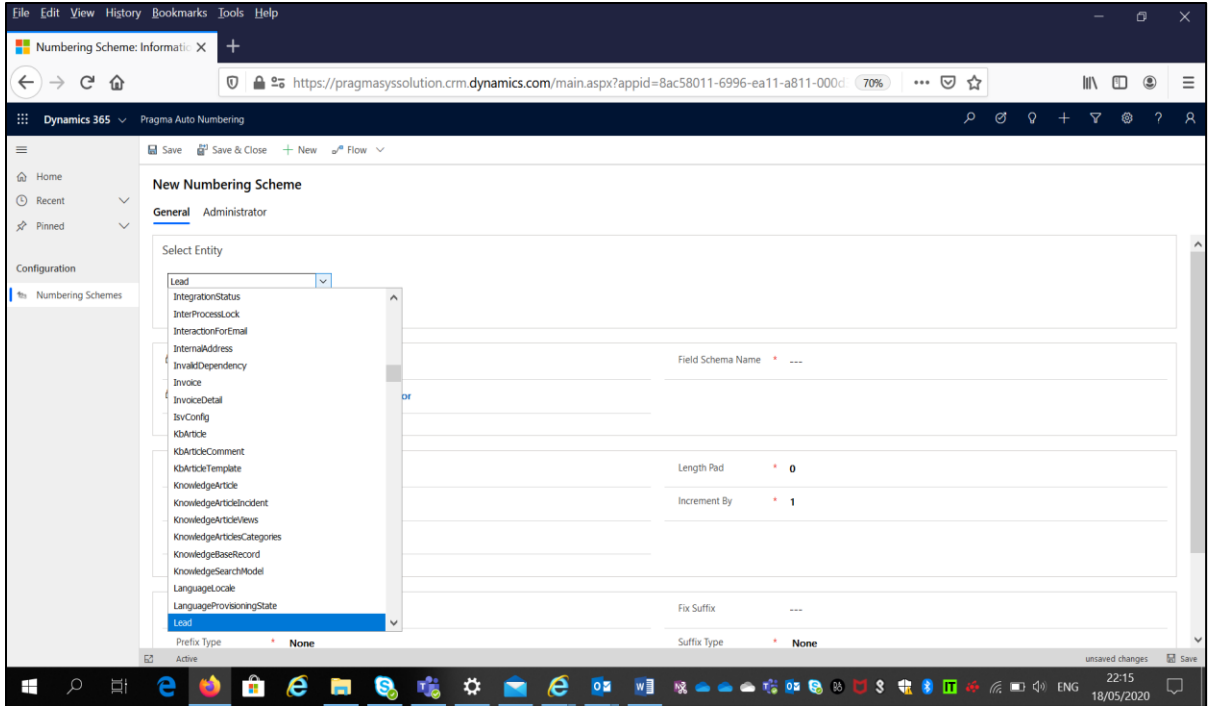 File Edit View History Bookmarks Tools Help
Numbering Scheme: Informatio
https://pragmasyssolution.crm.dynamics.com/main.aspx?appid=8ac58011-6996-ea11-a811-000d 70%
Dynamics 365 Pragma Auto Numbering
Save Save & Close New Flow
Home
Recent
Pinned
Configuration
Numbering Schemes
New Numbering Scheme
General Administrator
Select Entity
Lead
IntegrationStatus
InterProcessLock
InteractionForEmail
InternalAddress
InvalidDependency
Invoice
InvoiceDetail
IsvConfig
KbArticle
KbArticleComment
KbArticleTemplate
KnowledgeArticle
KnowledgeArticleIncident
KnowledgeArticleViews
KnowledgeArticlesCategories
KnowledgeBaseRecord
KnowledgeSearchModel
LanguageLocale
LanguageProvisioningState
Lead
Field Schema Name * ---
or
Length Pad * 0
Increment By * 1
Fix Suffix ---
Prefix Type * None Suffix Type * None
Active unsaved changes Save
ENG 22:15
18/05/2020